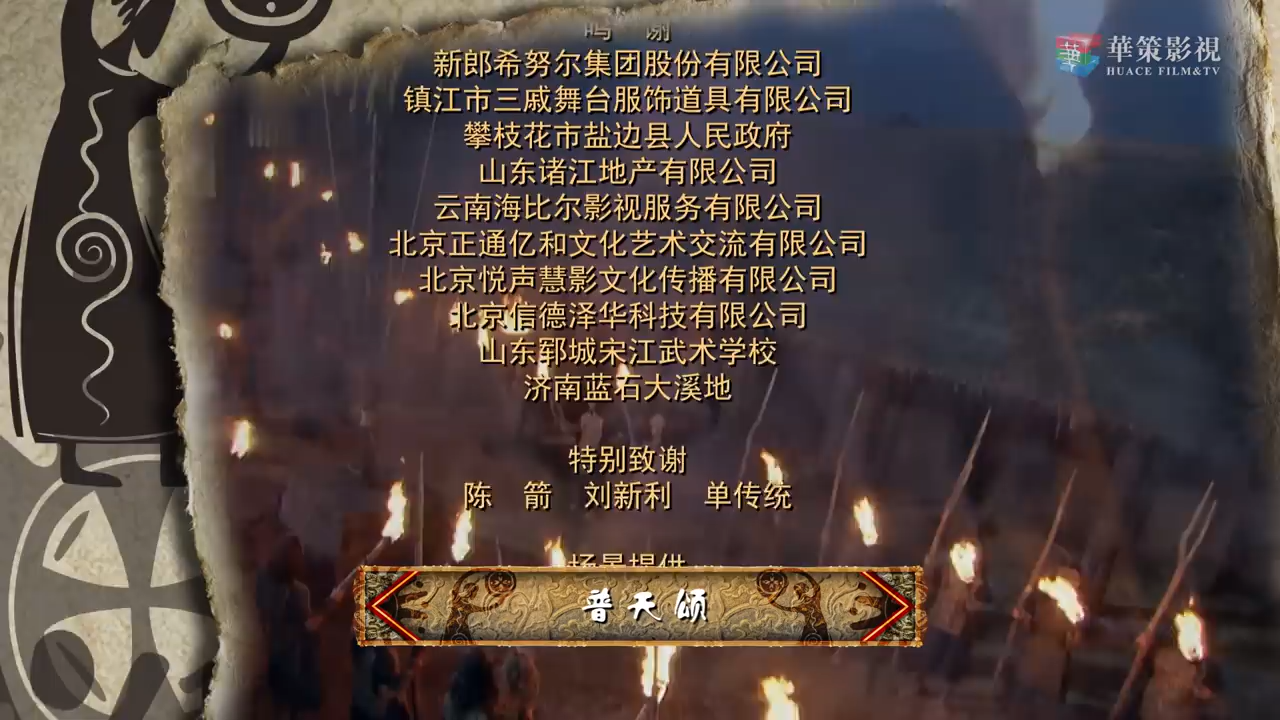 鸣 谢
華策影視
HUACE FILM&TV
新郎希努尔集团股份有限公司
镇江市三戚舞台服饰道具有限公司
攀枝花市盐边县人民政府
山东诸江地产有限公司
云南海比尔影视服务有限公司
北京正通亿和文化艺术交流有限公司
北京悦声慧影文化传播有限公司
北京信德泽华科技有限公司
山东郓城宋江武术学校
济南蓝石大溪地
特别致谢
陈 箭 刘新利 单传统
场景提供
普天颂